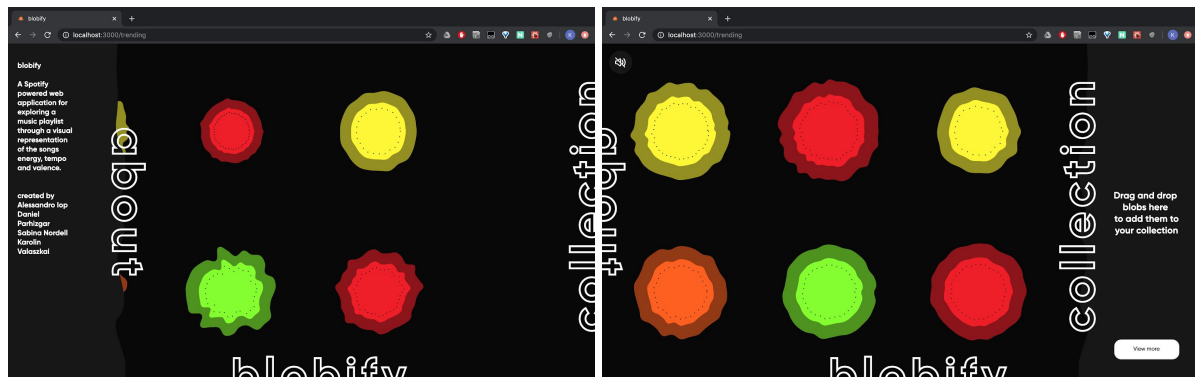 blobify
localhost:3000/trending
K
blobify
A Spotify
powered web
application for
exploring a
music playlist
through a visual
representation
of the songs
energy, tempo
and valence.
created by
Alessandro Iop
Daniel
Parhizgar
Sabina Nordell
Karolin
Valaszkai
about
collection
blobify
blobify
localhost:3000/trending
K
about
collection
Drag and drop
blobs here
to add them to
your collection
View more
blobify